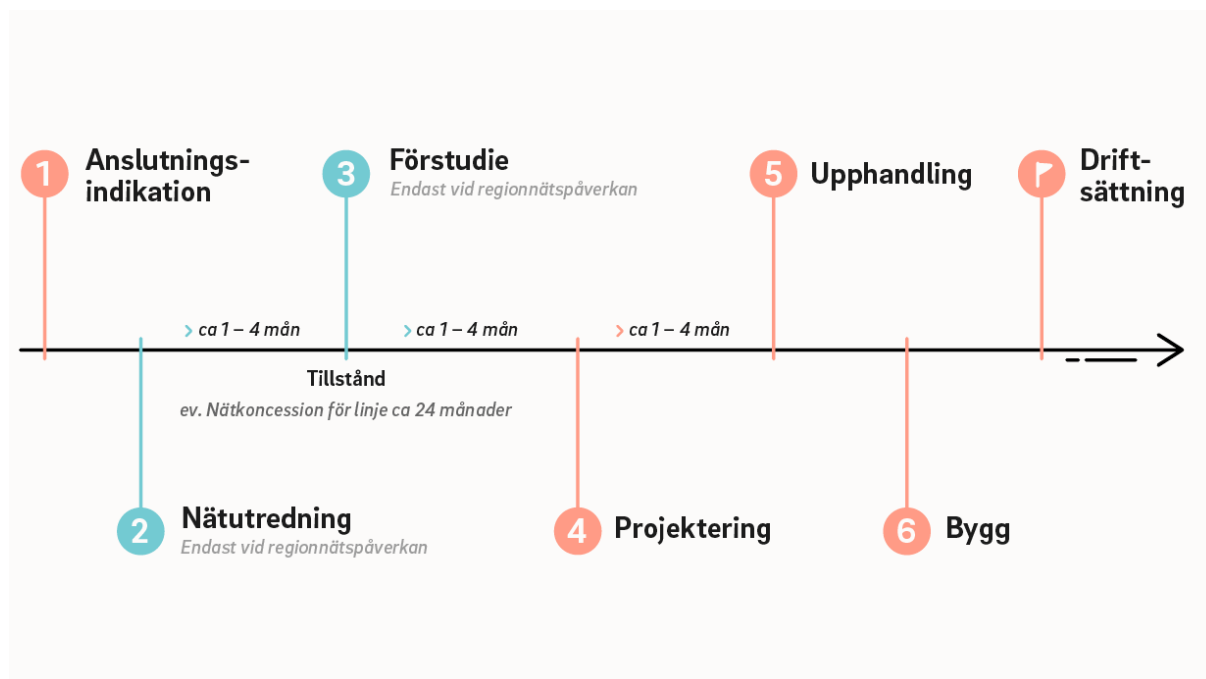 1
Anslutnings-
indikation
3
Förstudie
Endast vid regionnätspåverkan
5
Upphandling
Drift-
sättning
ca 1 – 4 mån
ca 1 – 4 mån
ca 1 – 4 mån
Tillstånd
ev. Nätkoncession för linje ca 24 månader
2
Nätutredning
Endast vid regionnätspåverkan
4
Projektering
6
Bygg